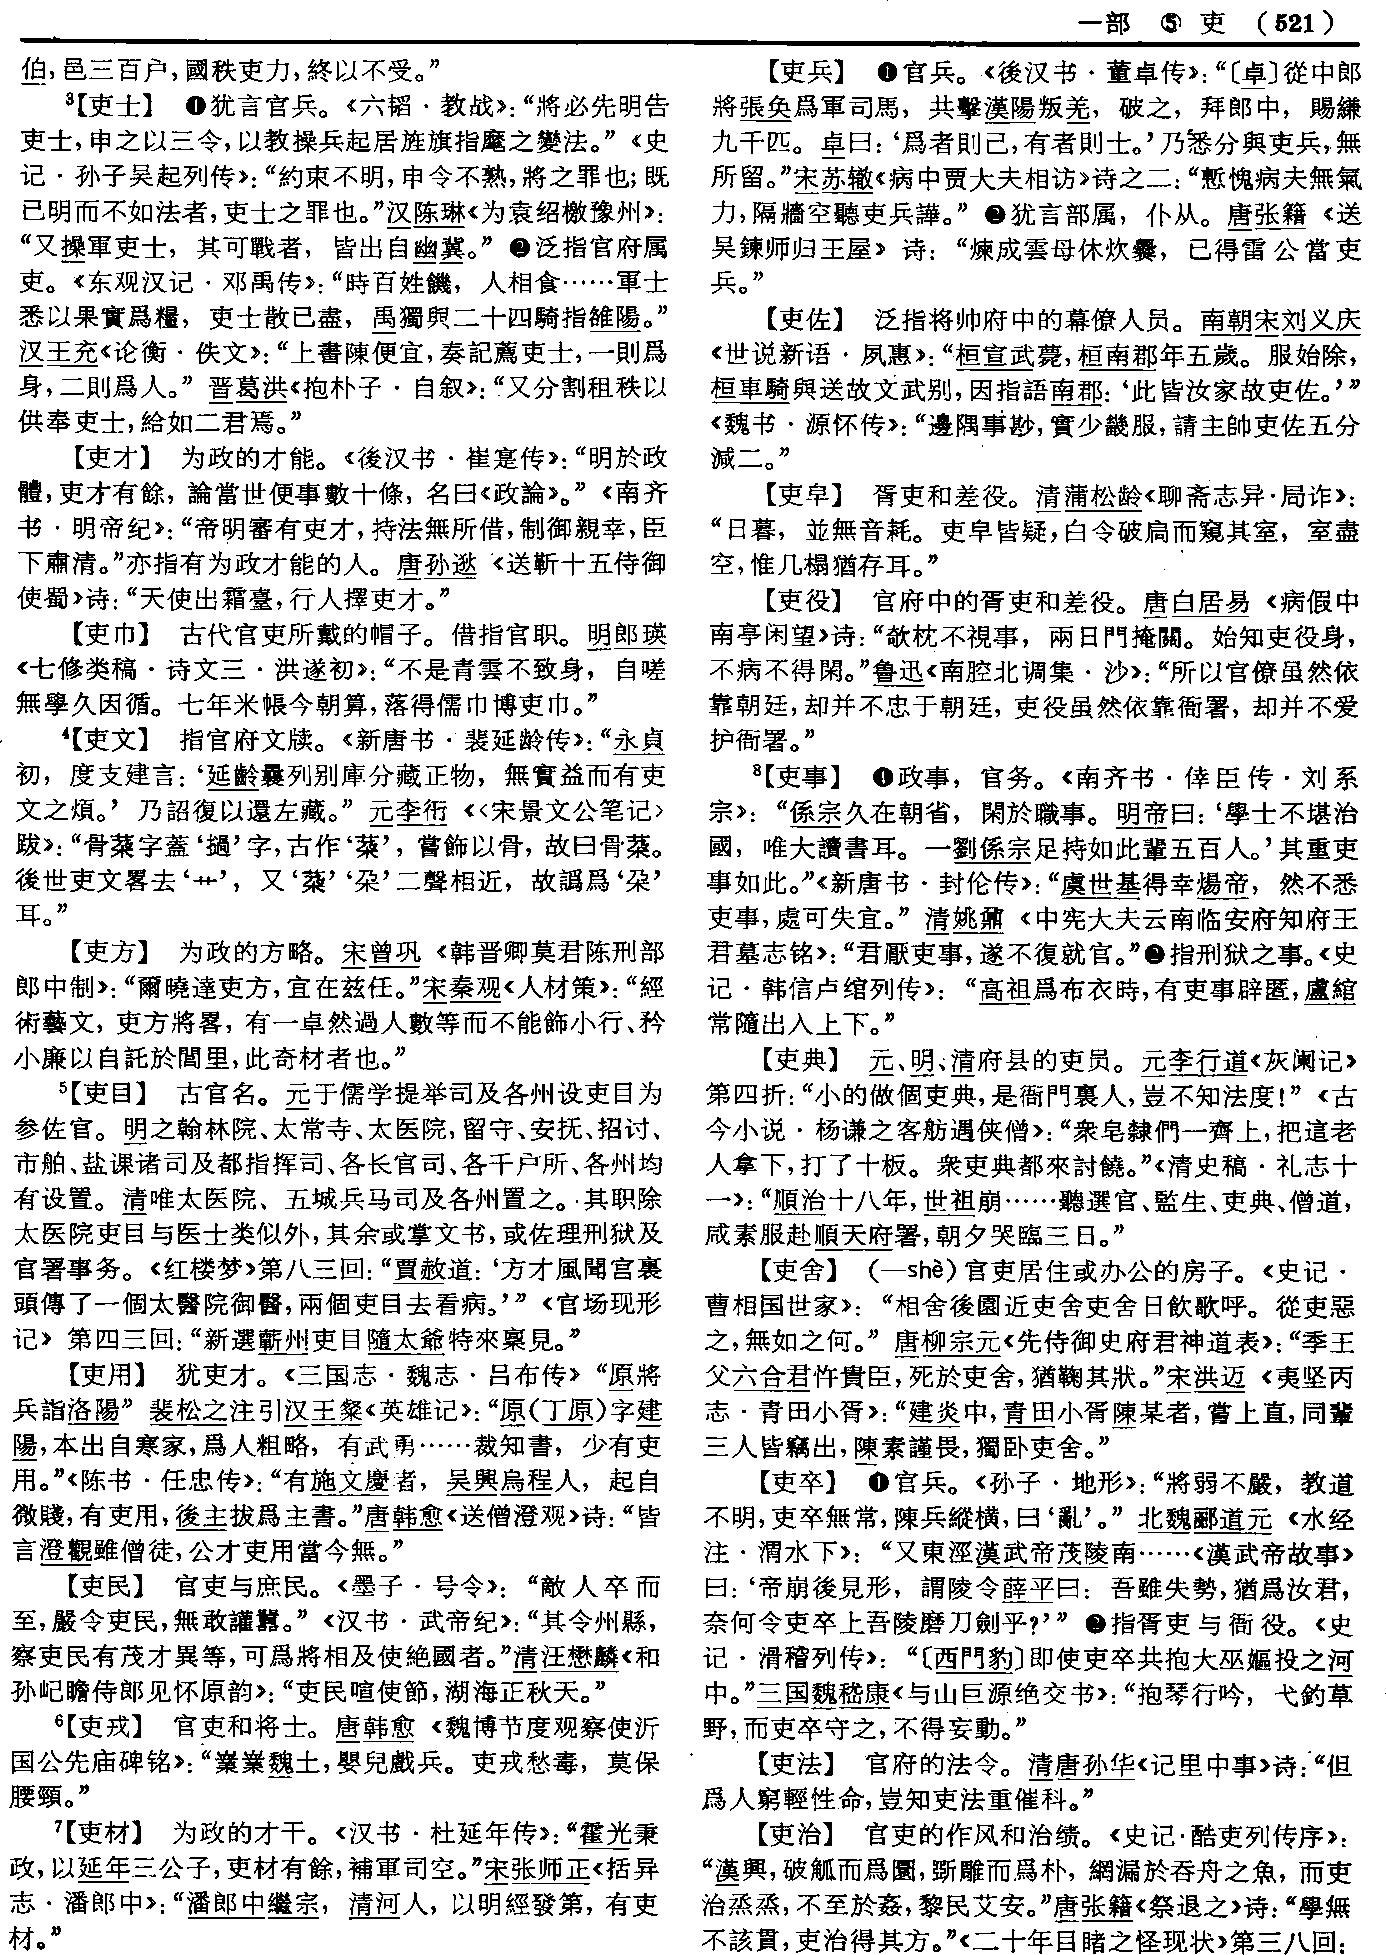 一部 ⑤ 吏 (521)
伯，邑三百户，國秩吏力，終以不受。”
³【吏士】 ❶犹言官兵。《六韬·教战》：“將必先明告
吏士，申之以三令，以教操兵起居旌旗指麾之變法。”《史
记·孙子吴起列传》：“約束不明，申令不熟，將之罪也；既
已明而不如法者，吏士之罪也。”汉陈琳《为袁绍檄豫州》：
“又操軍吏士，其可戰者，皆出自幽冀。”❷泛指官府属
吏。《东观汉记·邓禹传》：“時百姓饑，人相食……軍士
悉以果實爲糧，吏士散已盡，禹獨與二十四騎指雒陽。”
汉王充《论衡·佚文》：“上書陳便宜，奏記薦吏士，一則爲
身，二則爲人。”晋葛洪《抱朴子·自叙》：“又分割租秩以
供奉吏士，給如二君焉。”
【吏才】 为政的才能。《後汉书·崔寔传》：“明於政
體，吏才有餘，論當世便事數十條，名曰《政論》。”《南齐
书·明帝纪》：“帝明審有吏才，持法無所借，制御親幸，臣
下肅清。”亦指有为政才能的人。唐孙逖《送靳十五侍御
使蜀》诗：“天使出霜臺，行人擇吏才。”
【吏巾】 古代官吏所戴的帽子。借指官职。明郎瑛
《七修类稿·诗文三·洪遂初》：“不是青雲不致身，自嗟
無學久因循。七年米帳今朝算，落得儒巾博吏巾。”
⁴【吏文】 指官府文牍。《新唐书·裴延龄传》：“永貞
初，度支建言：‘延齡曩列别庫分藏正物，無實益而有吏
文之煩。’乃詔復以還左藏。”元李衎《〈宋景文公笔记〉
跋》：“骨䔢字蓋‘撾’字，古作‘䔢’，嘗飾以骨，故曰骨䔢。
後世吏文畧去‘艹’，又‘䔢’‘朵’二聲相近，故譌爲‘朵’
耳。”
【吏方】 为政的方略。宋曾巩《韩晋卿莫君陈刑部
郎中制》：“爾曉達吏方，宜在兹任。”宋秦观《人材策》：“經
術藝文，吏方將畧，有一卓然過人數等而不能飾小行、矜
小廉以自託於閭里，此奇材者也。”
⁵【吏目】 古官名。元于儒学提举司及各州设吏目为
参佐官。明之翰林院、太常寺、太医院，留守、安抚、招讨、
市舶、盐课诸司及都指挥司、各长官司、各千户所、各州均
有设置。清唯太医院、五城兵马司及各州置之。其职除
太医院吏目与医士类似外，其余或掌文书，或佐理刑狱及
官署事务。《红楼梦》第八三回：“賈赦道：‘方才風聞宫裏
頭傳了一個太醫院御醫，兩個吏目去看病。’”《官场现形
记》第四三回：“新選蘄州吏目隨太爺特來稟見。”
【吏用】 犹吏才。《三国志·魏志·吕布传》“原將
兵詣洛陽”裴松之注引汉王粲《英雄记》：“原（丁原）字建
陽，本出自寒家，爲人粗略，有武勇……裁知書，少有吏
用。”《陈书·任忠传》：“有施文慶者，吴興烏程人，起自
微賤，有吏用，後主拔爲主書。”唐韩愈《送僧澄观》诗：“皆
言澄觀雖僧徒，公才吏用當今無。”
【吏民】 官吏与庶民。《墨子·号令》：“敵人卒而
至，嚴令吏民，無敢讙囂。”《汉书·武帝纪》：“其令州縣，
察吏民有茂才異等，可爲將相及使絶國者。”清汪懋麟《和
孙屺瞻侍郎见怀原韵》：“吏民喧使節，湖海正秋天。”
⁶【吏戎】 官吏和将士。唐韩愈《魏博节度观察使沂
国公先庙碑铭》：“嶪嶪魏土，嬰兒戲兵。吏戎愁毒，莫保
腰頸。”
⁷【吏材】 为政的才干。《汉书·杜延年传》：“霍光秉
政，以延年三公子，吏材有餘，補軍司空。”宋张师正《括异
志·潘郎中》：“潘郎中繼宗，清河人，以明經發第，有吏
材。”
【吏兵】 ❶官兵。《後汉书·董卓传》：“〔卓〕從中郎
將張奂爲軍司馬，共擊漢陽叛羌，破之，拜郎中，賜縑
九千匹。卓曰：‘爲者則己，有者則士。’乃悉分與吏兵，無
所留。”宋苏辙《病中贾大夫相访》诗之二：“慙愧病夫無氣
力，隔牆空聽吏兵譁。”❷犹言部属，仆从。唐张籍《送
吴鍊师归王屋》诗：“煉成雲母休炊爨，已得雷公當吏
兵。”
【吏佐】 泛指将帅府中的幕僚人员。南朝宋刘义庆
《世说新语·夙惠》：“桓宣武薨，桓南郡年五歲。服始除，
桓車騎與送故文武别，因指語南郡：‘此皆汝家故吏佐。’”
《魏书·源怀传》：“邊隅事尠，實少畿服，請主帥吏佐五分
減二。”
【吏皁】 胥吏和差役。清蒲松龄《聊斋志异·局诈》：
“日暮，並無音耗。吏皁皆疑，白令破扃而窺其室，室盡
空，惟几榻猶存耳。”
【吏役】 官府中的胥吏和差役。唐白居易《病假中
南亭闲望》诗：“欹枕不視事，兩日門掩關。始知吏役身，
不病不得閑。”鲁迅《南腔北调集·沙》：“所以官僚虽然依
靠朝廷，却并不忠于朝廷，吏役虽然依靠衙署，却并不爱
护衙署。”
⁸【吏事】 ❶政事，官务。《南齐书·倖臣传·刘系
宗》：“係宗久在朝省，閑於職事。明帝曰：‘學士不堪治
國，唯大讀書耳。一劉係宗足持如此輩五百人。’其重吏
事如此。”《新唐书·封伦传》：“虞世基得幸煬帝，然不悉
吏事，處可失宜。”清姚鼐《中宪大夫云南临安府知府王
君墓志铭》：“君厭吏事，遂不復就官。”❷指刑狱之事。《史
记·韩信卢绾列传》：“高祖爲布衣時，有吏事辟匿，盧綰
常隨出入上下。”
【吏典】 元、明、清府县的吏员。元李行道《灰阑记》
第四折：“小的做個吏典，是衙門裏人，豈不知法度！”《古
今小说·杨谦之客舫遇侠僧》：“衆皂隸們一齊上，把這老
人拿下，打了十板。衆吏典都來討饒。”《清史稿·礼志十
一》：“順治十八年，世祖崩……聽選官、監生、吏典、僧道，
咸素服赴順天府署，朝夕哭臨三日。”
【吏舍】 （—shè）官吏居住或办公的房子。《史记·
曹相国世家》：“相舍後園近吏舍吏舍日飲歌呼。從吏惡
之，無如之何。”唐柳宗元《先侍御史府君神道表》：“季王
父六合君忤貴臣，死於吏舍，猶鞠其狀。”宋洪迈《夷坚丙
志·青田小胥》：“建炎中，青田小胥陳某者，嘗上直，同輩
三人皆竊出，陳素謹畏，獨卧吏舍。”
【吏卒】 ❶官兵。《孙子·地形》：“將弱不嚴，教道
不明，吏卒無常，陳兵縱横，曰‘亂’。”北魏郦道元《水经
注·渭水下》：“又東逕漢武帝茂陵南……《漢武帝故事》
曰：‘帝崩後見形，謂陵令薛平曰：吾雖失勢，猶爲汝君，
奈何令吏卒上吾陵磨刀劍乎？’”❷指胥吏与衙役。《史
记·滑稽列传》：“〔西門豹〕即使吏卒共抱大巫嫗投之河
中。”三国魏嵇康《与山巨源绝交书》：“抱琴行吟，弋釣草
野，而吏卒守之，不得妄動。”
【吏法】 官府的法令。清唐孙华《记里中事》诗：“但
爲人窮輕性命，豈知吏法重催科。”
【吏治】 官吏的作风和治绩。《史记·酷吏列传序》：
“漢興，破觚而爲圜，斲雕而爲朴，網漏於吞舟之魚，而吏
治烝烝，不至於姦，黎民艾安。”唐张籍《祭退之》诗：“學無
不該貫，吏治得其方。”《二十年目睹之怪现状》第三八回：